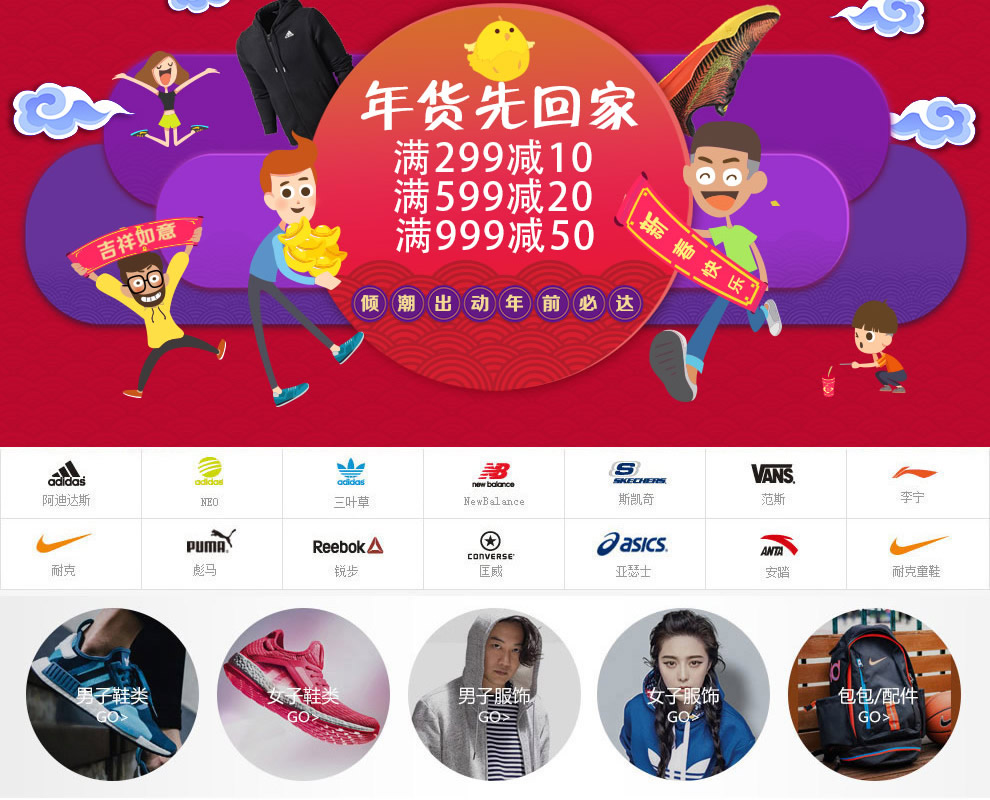 adidas
年货先回家
满299减10
满599减20
满999减50
吉祥如意
新春快乐
倾潮出动年前必达
adidas
阿迪达斯
adidas
NEO
adidas
三叶草
NB
new balance
NewBalance
S
SKECHERS
斯凯奇
VANS
范斯
李宁
耐克
PUMA
彪马
Reebok
锐步
CONVERSE
匡威
asics
亚瑟士
ANTA
安踏
耐克童鞋
男子鞋类
GO>
女子鞋类
GO>
男子服饰
GO>
女子服饰
GO>
包包/配件
GO>